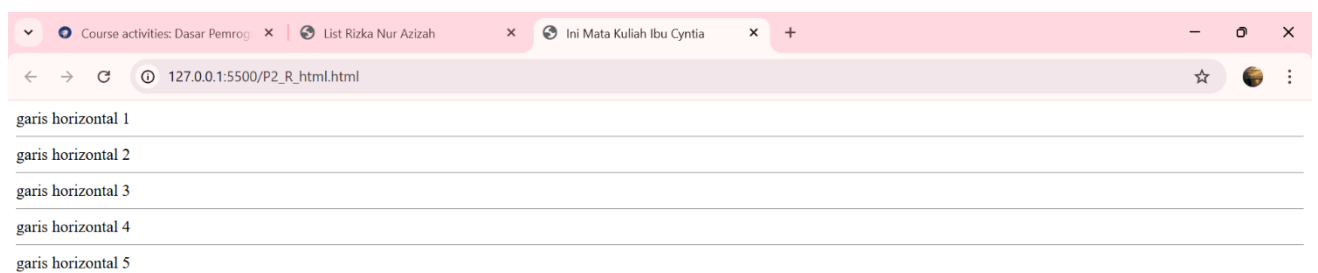 Course activities: Dasar Pemrog
List Rizka Nur Azizah
Ini Mata Kuliah Ibu Cyntia
127.0.0.1:5500/P2_R_html.html
garis horizontal 1
garis horizontal 2
garis horizontal 3
garis horizontal 4
garis horizontal 5